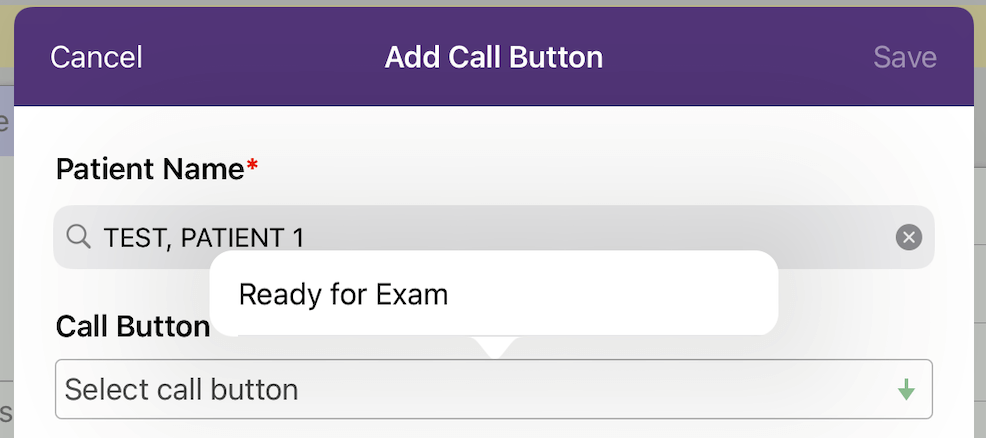 Cancel Add Call Button Save
Patient Name*
TEST, PATIENT 1
Ready for Exam
Call Button
Select call button